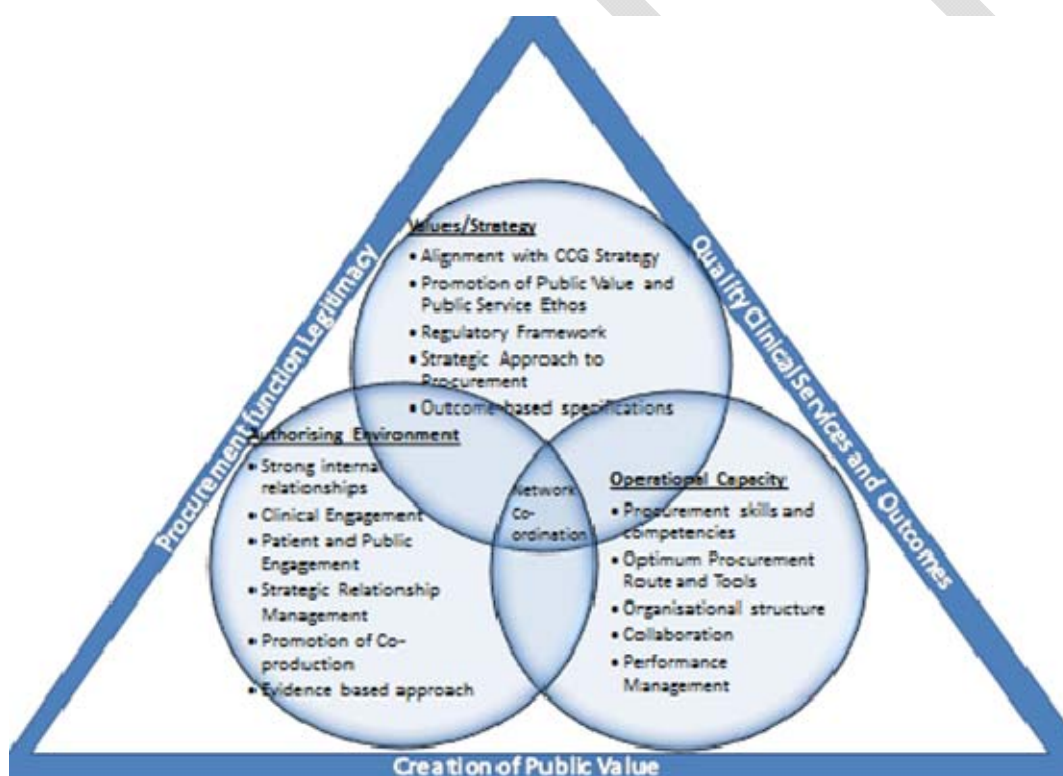 Procurement function Legitimacy
Quality Clinical Services and Outcomes
Values/Strategy
• Alignment with CCG Strategy
• Promotion of Public Value and
Public Service Ethos
• Regulatory Framework
• Strategic Approach to
Procurement
• Outcome-based specifications
Authorising Environment
• Strong internal
relationships
• Clinical Engagement
• Patient and Public
Engagement
• Strategic Relationship
Management
• Promotion of Co-
production
• Evidence based approach
Network
Co-
ordination
Operational Capacity
• Procurement skills and
competencies
• Optimum Procurement
Route and Tools
• Organisational structure
• Collaboration
• Performance
Management
Creation of Public Value